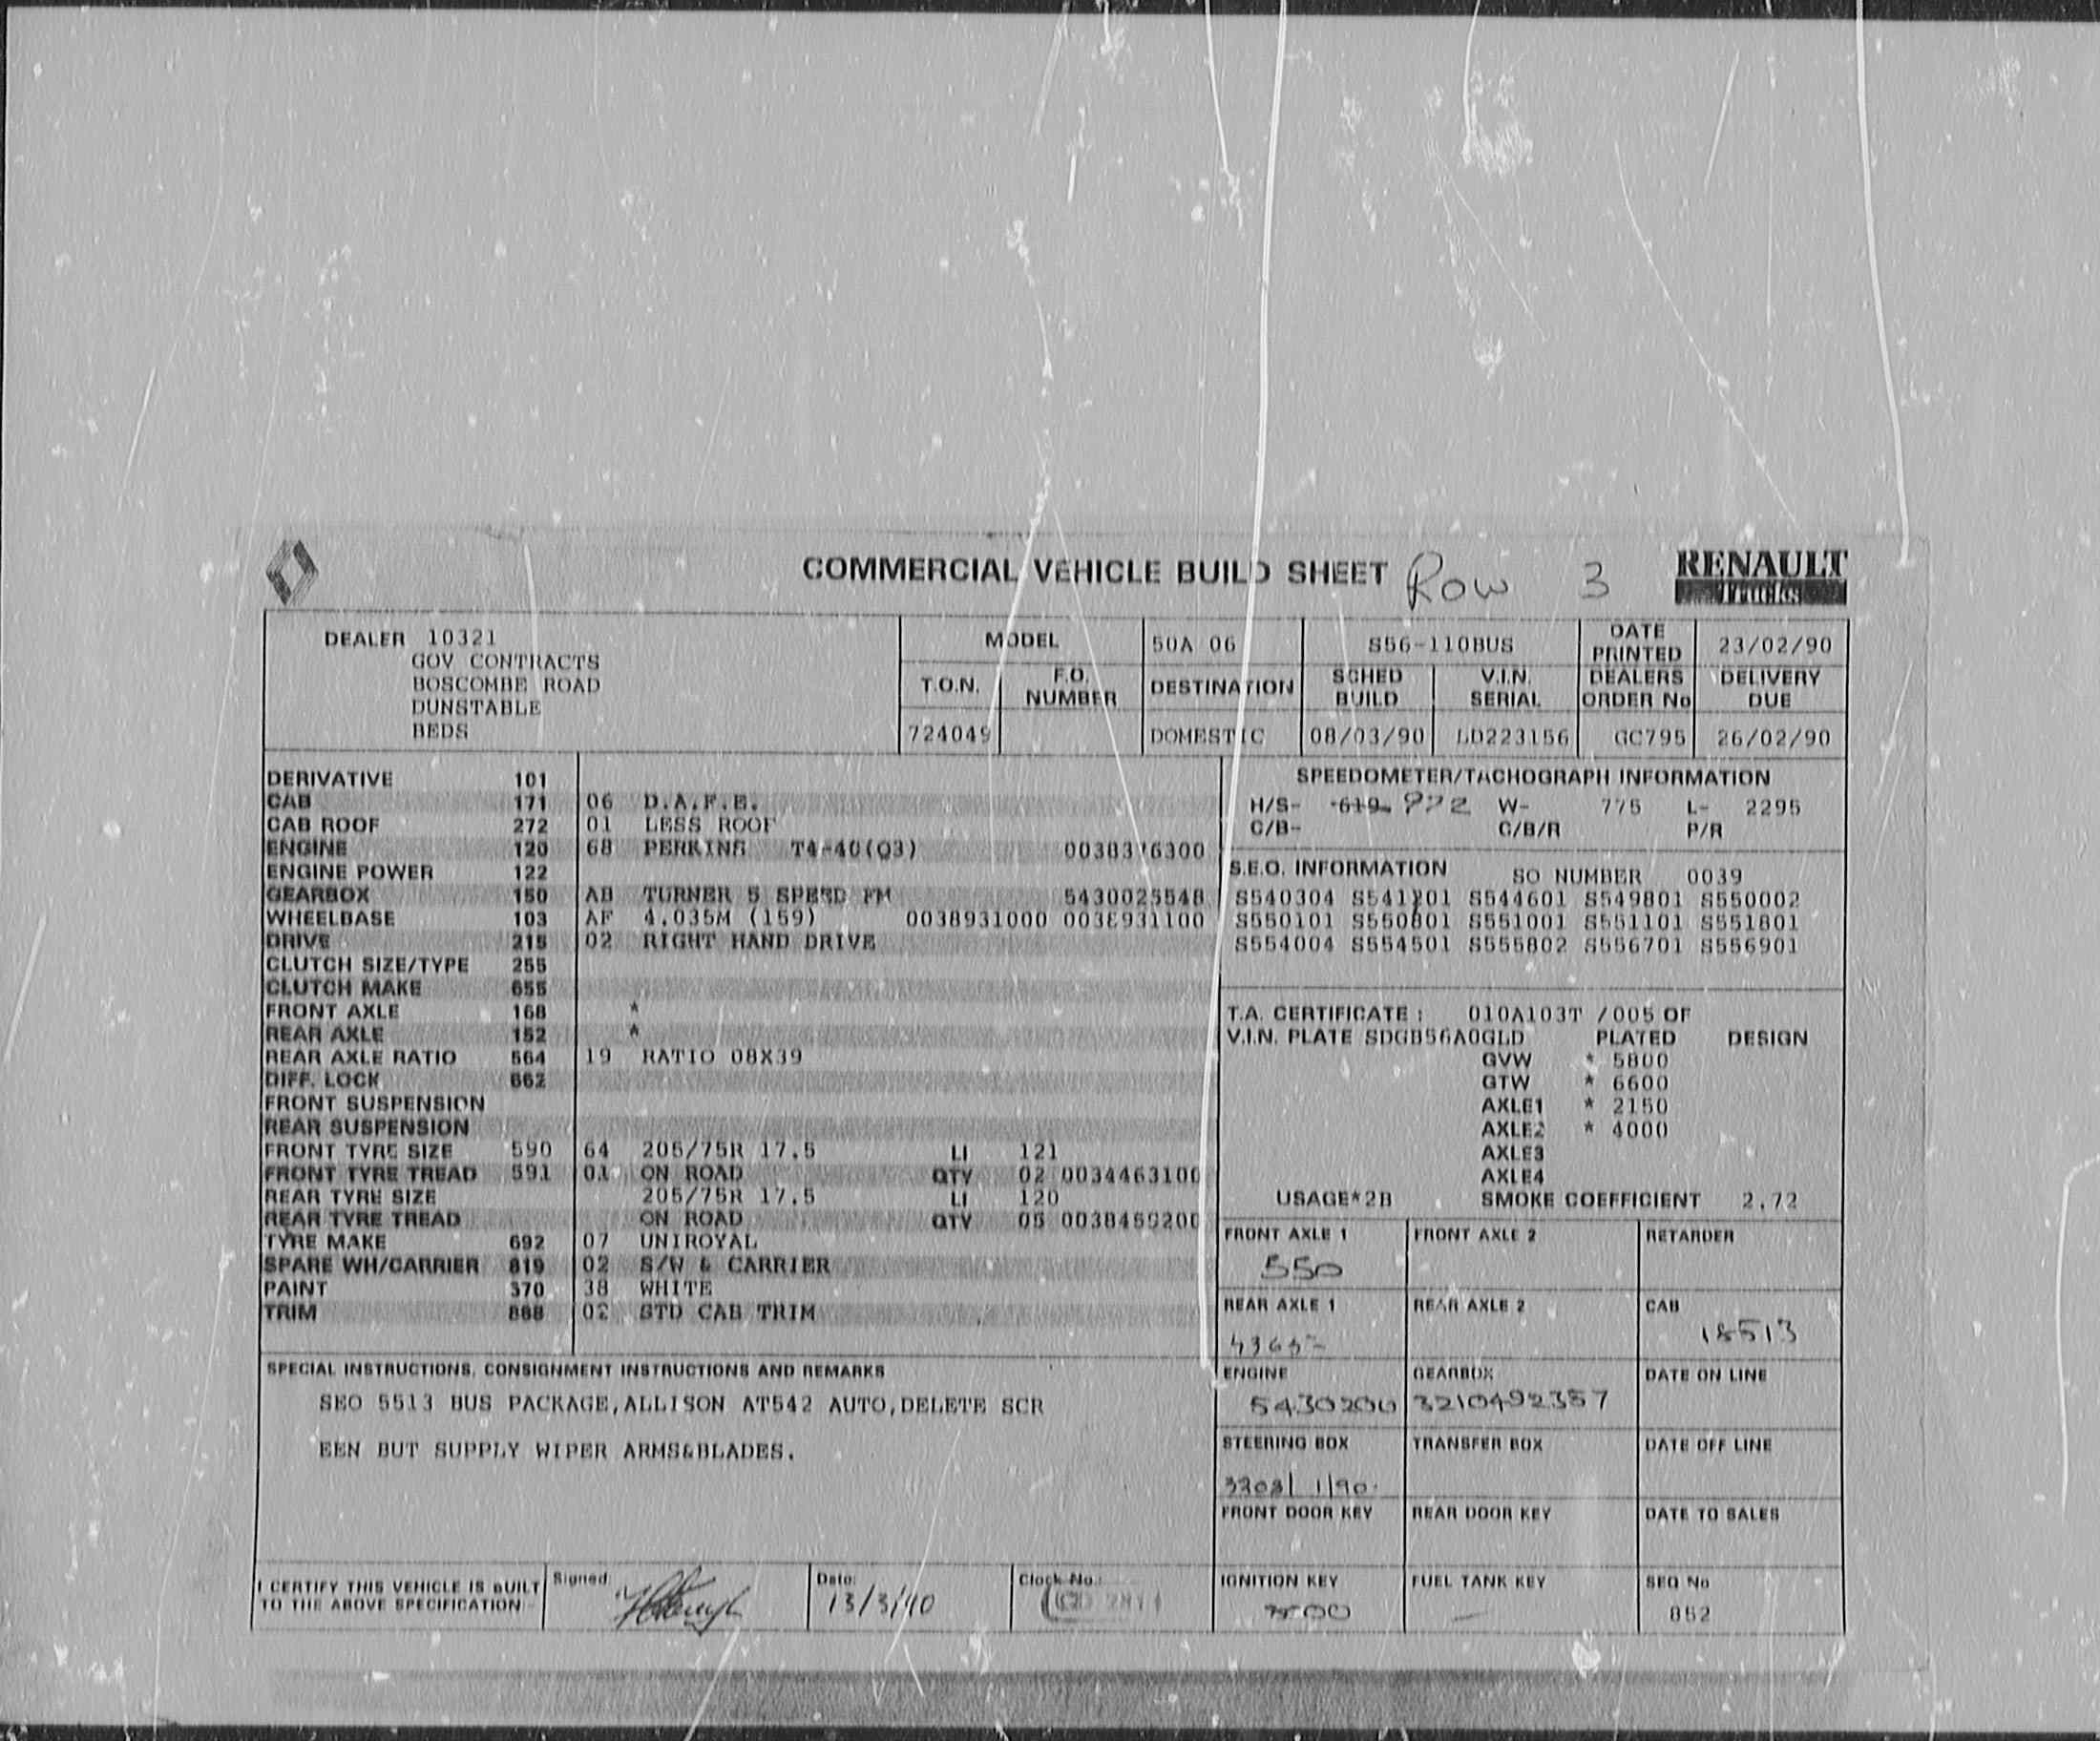 COMMERCIAL VEHICLE BUILD SHEET Row 3
RENAULT
Trucks
DEALER 10321
GOV CONTRACTS
BOSCOMBE ROAD
DUNSTABLE
BEDS
MODEL 50A 06 S56-110BUS DATE PRINTED 23/02/90
T.O.N. F.O. NUMBER DESTINATION SCHED BUILD V.I.N. SERIAL DEALERS ORDER No DELIVERY DUE
724049 DOMESTIC 08/03/90 LD223156 GC795 26/02/90
DERIVATIVE 101
CAB 171 06 D.A.F.E.
CAB ROOF 272 01 LESS ROOF
ENGINE 120 68 PERKINS T4-40(Q3)
ENGINE POWER 122
GEARBOX 150 AB TURNER 5 SPEED FM 5430025548
WHEELBASE 103 AF 4.035M (159) 0038931000 0038931100
DRIVE 215 02 RIGHT HAND DRIVE
CLUTCH SIZE/TYPE 255
CLUTCH MAKE 655
FRONT AXLE 168 *
REAR AXLE 152 *
REAR AXLE RATIO 564 19 RATIO 08X39
DIFF. LOCK 662
FRONT SUSPENSION
REAR SUSPENSION
FRONT TYRE SIZE 590 64 205/75R 17.5 LI 121
FRONT TYRE TREAD 591 01 ON ROAD QTY 02 0034463100
REAR TYRE SIZE 205/75R 17.5 LI 120
REAR TYRE TREAD ON ROAD QTY 05
TYRE MAKE 692 07 UNIROYAL
SPARE WH/CARRIER 819 02 S/W & CARRIER
PAINT 370 38 WHITE
TRIM 888 02 STD CAB TRIM
SPEEDOMETER/TACHOGRAPH INFORMATION
H/S- 619 972 W- 775 L- 2295
C/B- C/B/R P/R
S.E.O. INFORMATION SO NUMBER 0039
S540304 S541201 S544601 S549801 S550002
S550101 S550801 S551001 S551101 S551801
S554004 S554501 S555802 S556701 S556901
T.A. CERTIFICATE : 010A103T /005 OF
V.I.N. PLATE SDGB56A0GLD PLATED DESIGN
GVW * 5800
GTW * 6600
AXLE1 * 2150
AXLE2 * 4000
AXLE3
AXLE4
USAGE*2B SMOKE COEFFICIENT 2.72
FRONT AXLE 1 FRONT AXLE 2 RETARDER
550
REAR AXLE 1 REAR AXLE 2 CAB
18513
ENGINE GEARBOX DATE ON LINE
5430200 3210492357
STEERING BOX TRANSFER BOX DATE OFF LINE
3308/1/90.
FRONT DOOR KEY REAR DOOR KEY DATE TO SALES
IGNITION KEY FUEL TANK KEY SEQ No
— 852
SPECIAL INSTRUCTIONS, CONSIGNMENT INSTRUCTIONS AND REMARKS
SEO 5513 BUS PACKAGE,ALLISON AT542 AUTO,DELETE SCR
EEN BUT SUPPLY WIPER ARMS&BLADES.
I CERTIFY THIS VEHICLE IS BUILT TO THE ABOVE SPECIFICATION:- Signed Date: 13/3/90 Clock No.: